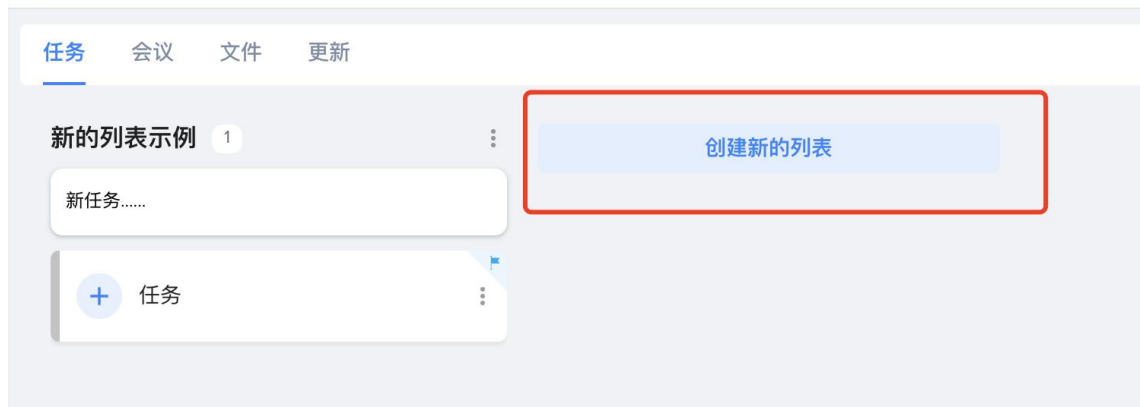 任务 会议 文件 更新
新的列表示例 1
创建新的列表
新任务......
任务